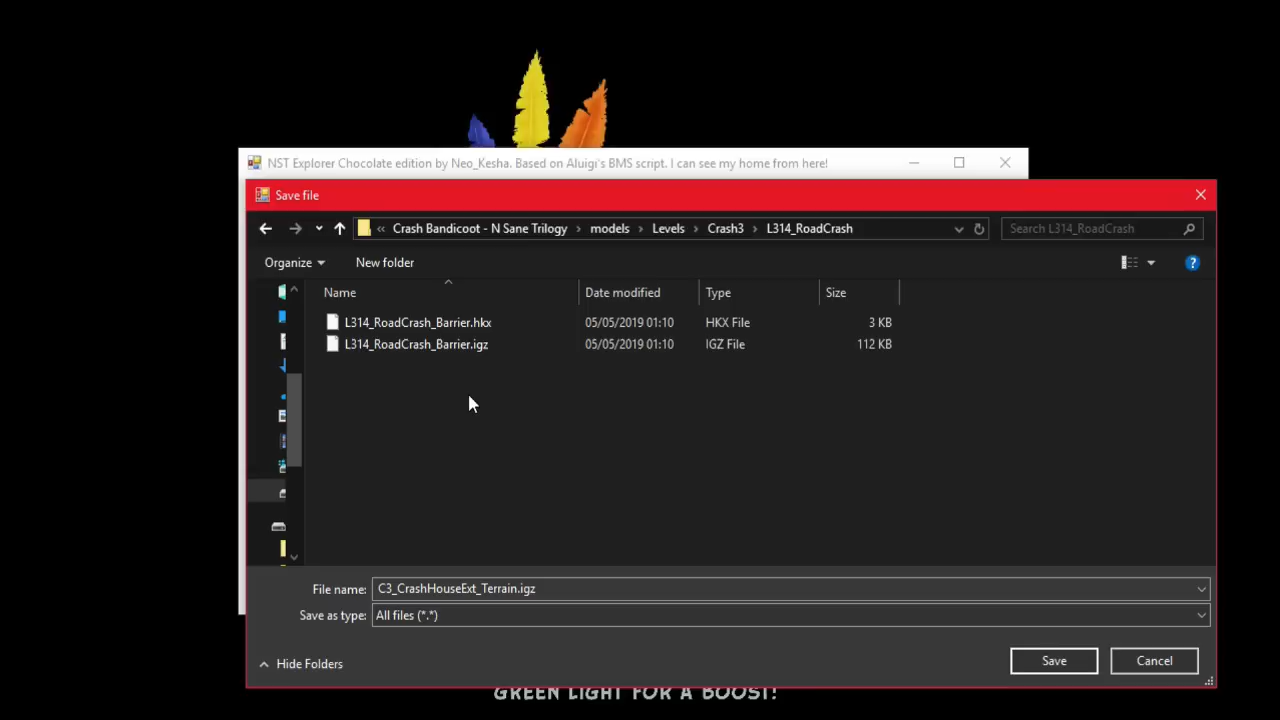 NST Explorer Chocolate edition by Neo_Kesha. Based on Aluigi's BMS script. I can see my home from here!
Save file
« Crash Bandicoot - N Sane Trilogy › models › Levels › Crash3 › L314_RoadCrash
Search L314_RoadCrash
Organize
New folder
Name Date modified Type Size
L314_RoadCrash_Barrier.hkx 05/05/2019 01:10 HKX File 3 KB
L314_RoadCrash_Barrier.igz 05/05/2019 01:10 IGZ File 112 KB
File name: C3_CrashHouseExt_Terrain.igz
Save as type: All files (*.*)
Hide Folders
Save
Cancel
GREEN LIGHT FOR A BOOST!